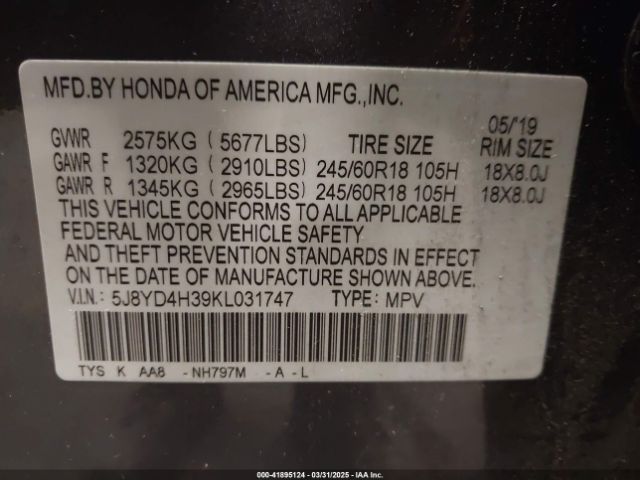 MFD.BY HONDA OF AMERICA MFG.,INC.
05/'19
GVWR 2575KG ( 5677LBS) TIRE SIZE RIM SIZE
GAWR F 1320KG ( 2910LBS) 245/60R18 105H 18X8.0J
GAWR R 1345KG ( 2965LBS) 245/60R18 105H 18X8.0J
THIS VEHICLE CONFORMS TO ALL APPLICABLE
FEDERAL MOTOR VEHICLE SAFETY
AND THEFT PREVENTION STANDARDS IN EFFECT
ON THE DATE OF MANUFACTURE SHOWN ABOVE.
V.I.N.: 5J8YD4H39KL031747 TYPE: MPV
TYS K AA8 -NH797M -A -L
000-41895124 - 03/31/2025 - IAA Inc.